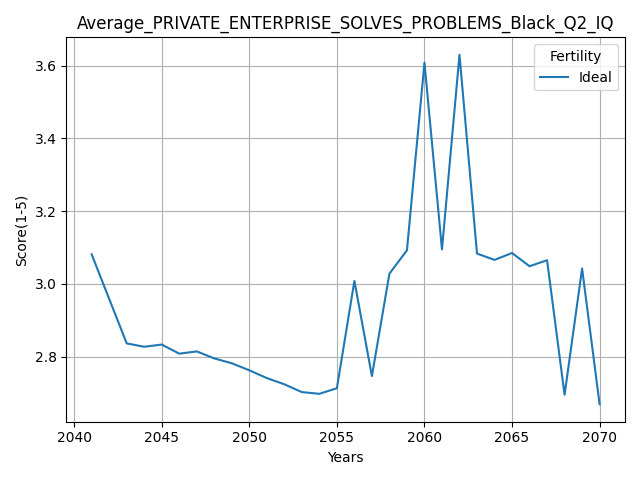 Average_PRIVATE_ENTERPRISE_SOLVES_PROBLEMS_Black_Q2_IQ
Fertility
Ideal
Score(1-5)
3.6
3.4
3.2
3.0
2.8
2040 2045 2050 2055 2060 2065 2070
Years